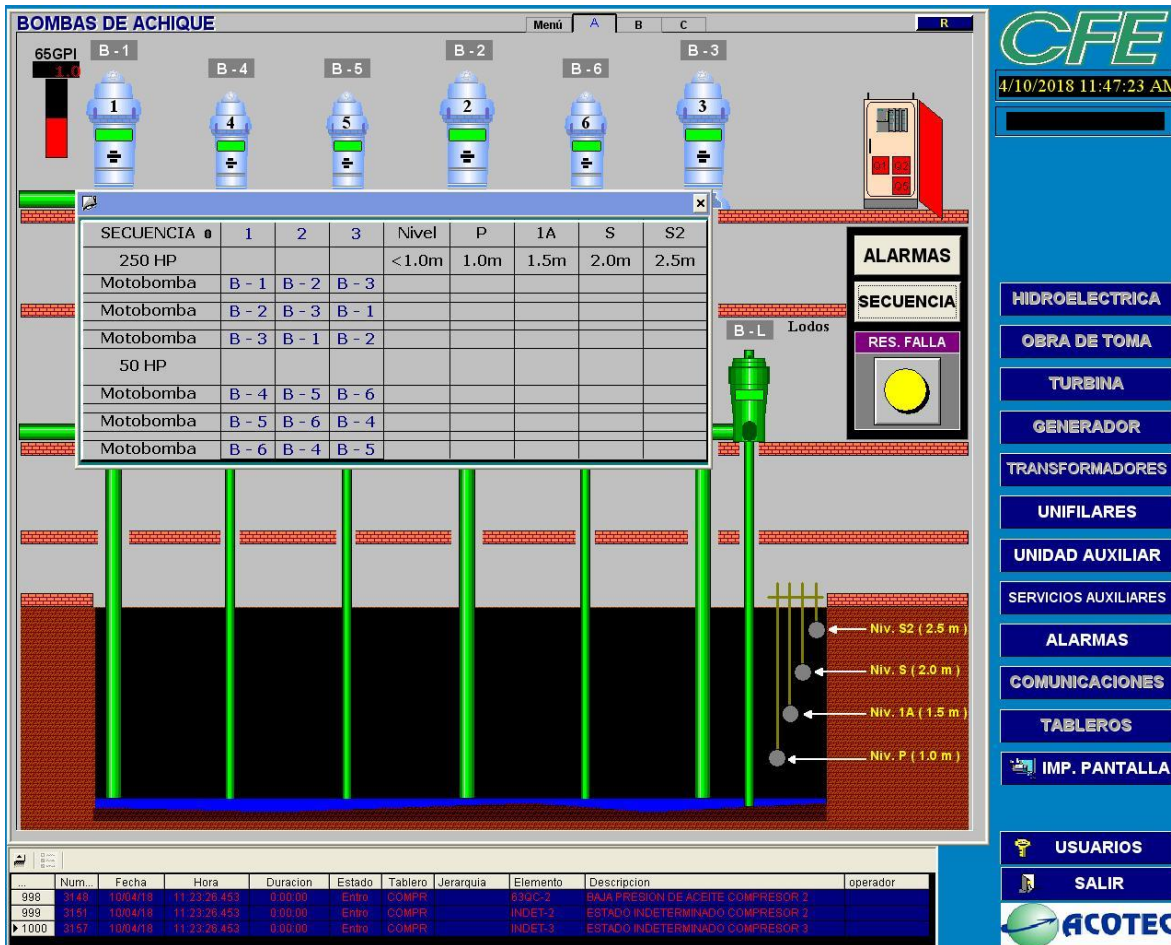 BOMBAS DE ACHIQUE
Menú A B C
R
CFE
4/10/2018 11:47:23 AM
65GPI
1.0
B - 1
B - 4
B - 5
B - 2
B - 6
B - 3
1
4
5
2
6
3
Q1 Q2
Q5
SECUENCIA 0 1 2 3 Nivel P 1A S S2
250 HP <1.0m 1.0m 1.5m 2.0m 2.5m
Motobomba B - 1 B - 2 B - 3
Motobomba B - 2 B - 3 B - 1
Motobomba B - 3 B - 1 B - 2
50 HP
Motobomba B - 4 B - 5 B - 6
Motobomba B - 5 B - 6 B - 4
Motobomba B - 6 B - 4 B - 5
B - L Lodos
ALARMAS
SECUENCIA
RES. FALLA
Niv. S2 ( 2.5 m )
Niv. S ( 2.0 m )
Niv. 1A ( 1.5 m )
Niv. P ( 1.0 m )
HIDROELECTRICA
OBRA DE TOMA
TURBINA
GENERADOR
TRANSFORMADORES
UNIFILARES
UNIDAD AUXILIAR
SERVICIOS AUXILIARES
ALARMAS
COMUNICACIONES
TABLEROS
IMP. PANTALLA
USUARIOS
SALIR
ACOTEC
... Num... Fecha Hora Duracion Estado Tablero Jerarquia Elemento Descripcion operador
998 3148 10/04/18 11:23:26.453 0:00:00 Entro COMPR 63QC-2 BAJA PRESION DE ACEITE COMPRESOR 2
999 3151 10/04/18 11:23:26.453 0:00:00 Entro COMPR INDET-2 ESTADO INDETERMINADO COMPRESOR 2
1000 3157 10/04/18 11:23:26.453 0:00:00 Entro COMPR INDET-3 ESTADO INDETERMINADO COMPRESOR 3